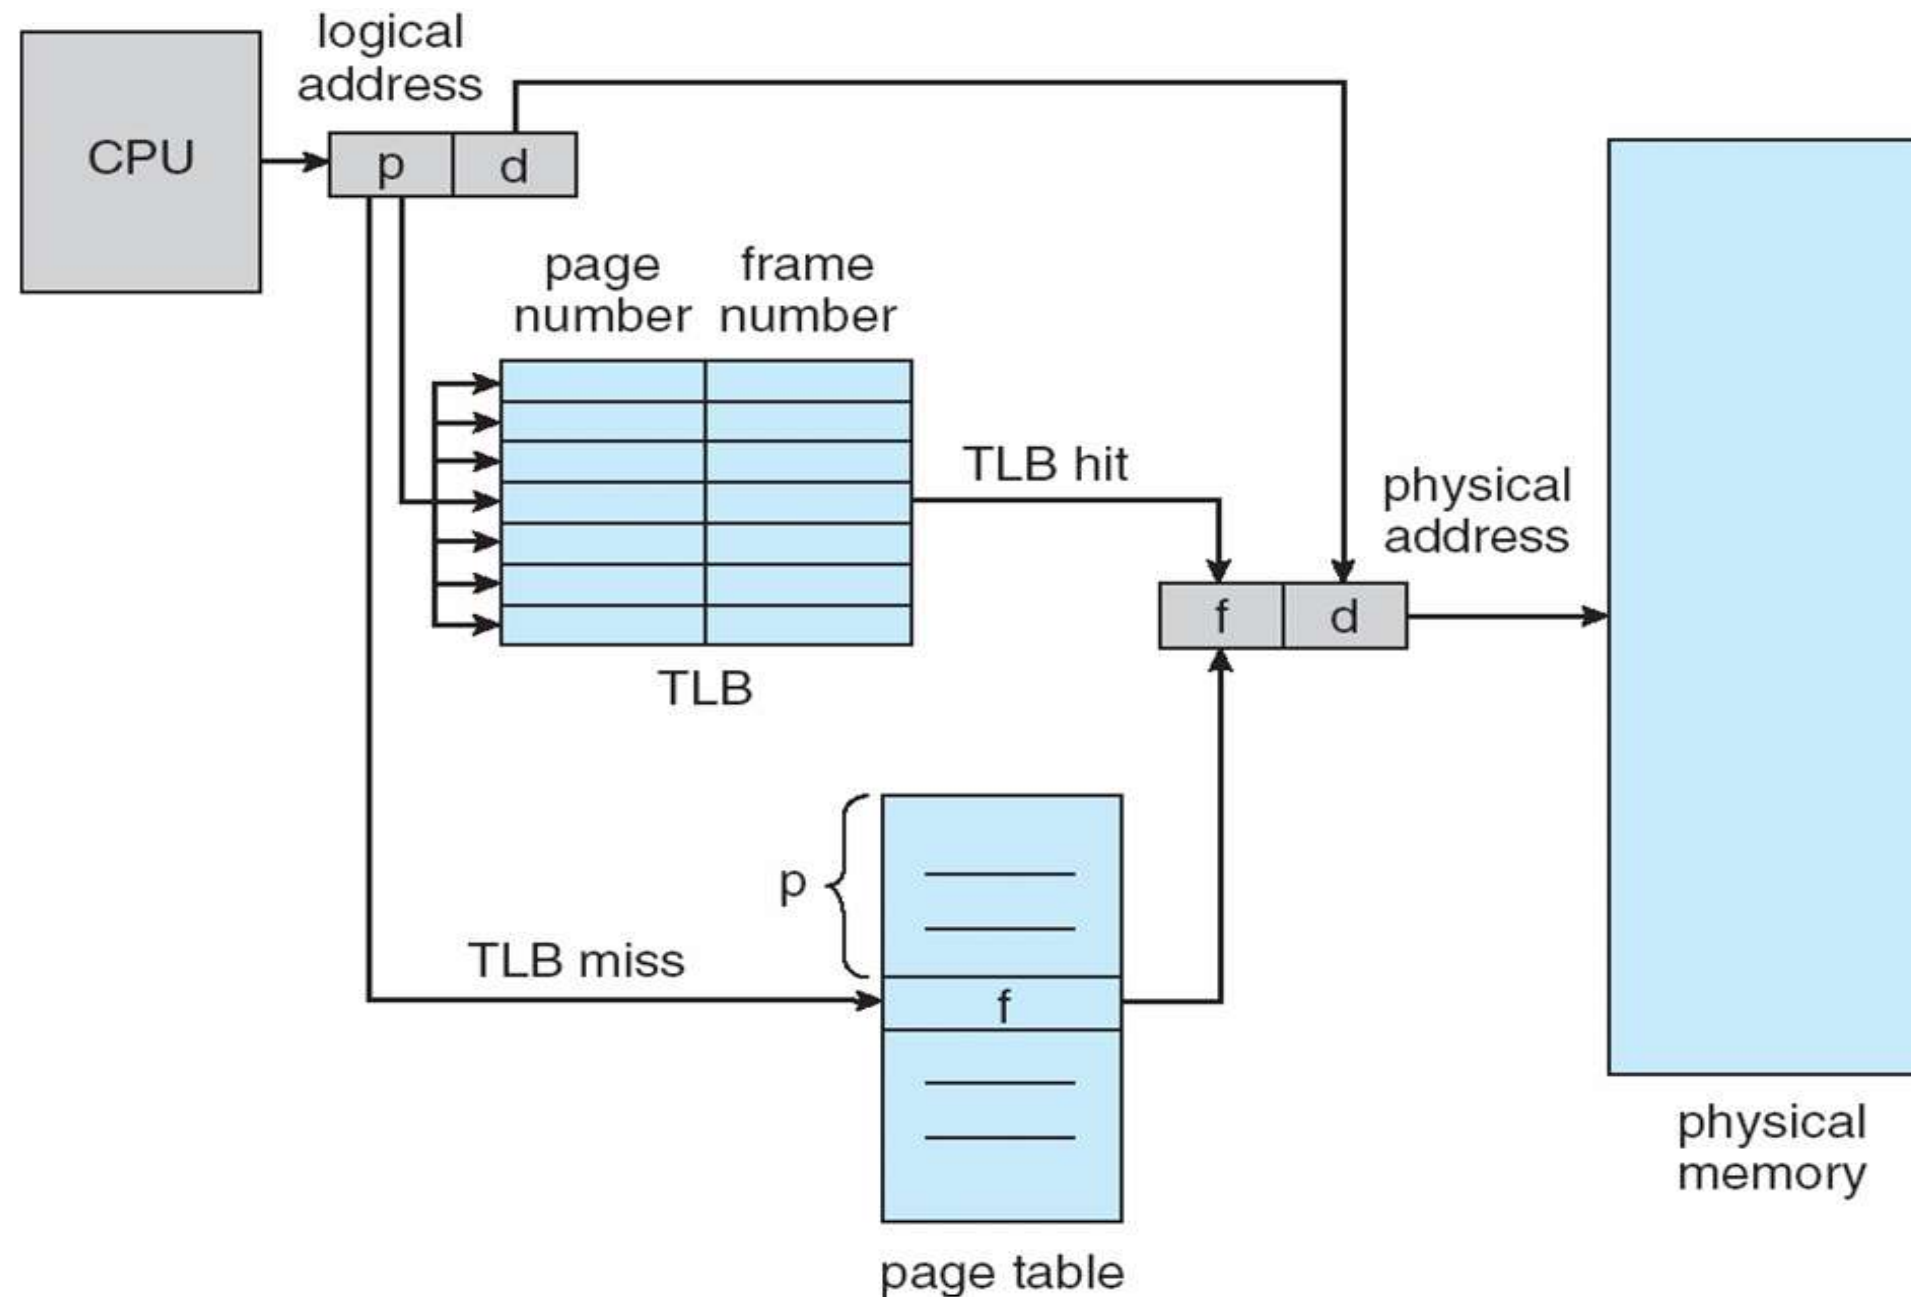 logical
address
CPU
p
d
page
number
frame
number
TLB hit
physical
address
f
d
TLB
p
TLB miss
f
physical
memory
page table